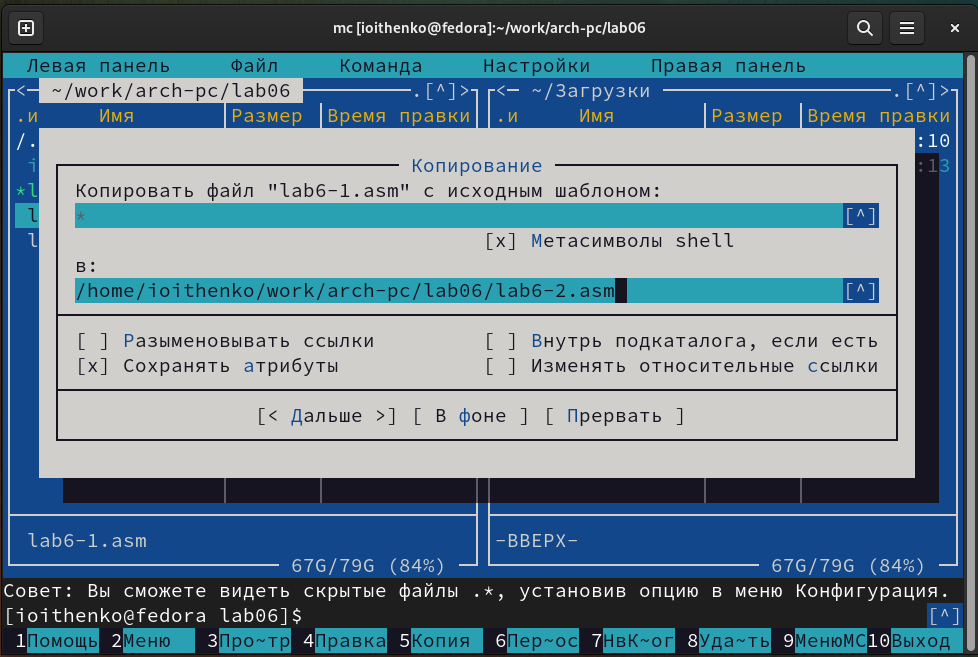 mc [ioithenko@fedora]:~/work/arch-pc/lab06
Левая панель Файл Команда Настройки Правая панель
<─ ~/work/arch-pc/lab06 .[^]> <─ ~/Загрузки .[^]>
.и Имя Размер Время правки .и Имя Размер Время правки
/. :10
i :13
*l
l
l
Копирование
Копировать файл "lab6-1.asm" с исходным шаблоном:
* [^]
[x] Метасимволы shell
в:
/home/ioithenko/work/arch-pc/lab06/lab6-2.asm [^]
[ ] Разыменовывать ссылки [ ] Внутрь подкаталога, если есть
[x] Сохранять атрибуты [ ] Изменять относительные ссылки
[< Дальше >] [ В фоне ] [ Прервать ]
lab6-1.asm -ВВЕРХ-
67G/79G (84%) 67G/79G (84%)
Совет: Вы сможете видеть скрытые файлы .*, установив опцию в меню Конфигурация.
[ioithenko@fedora lab06]$ [^]
1Помощь 2Меню 3Про~тр 4Правка 5Копия 6Пер~ос 7НвК~ог 8Уда~ть 9МенюMC 10Выход